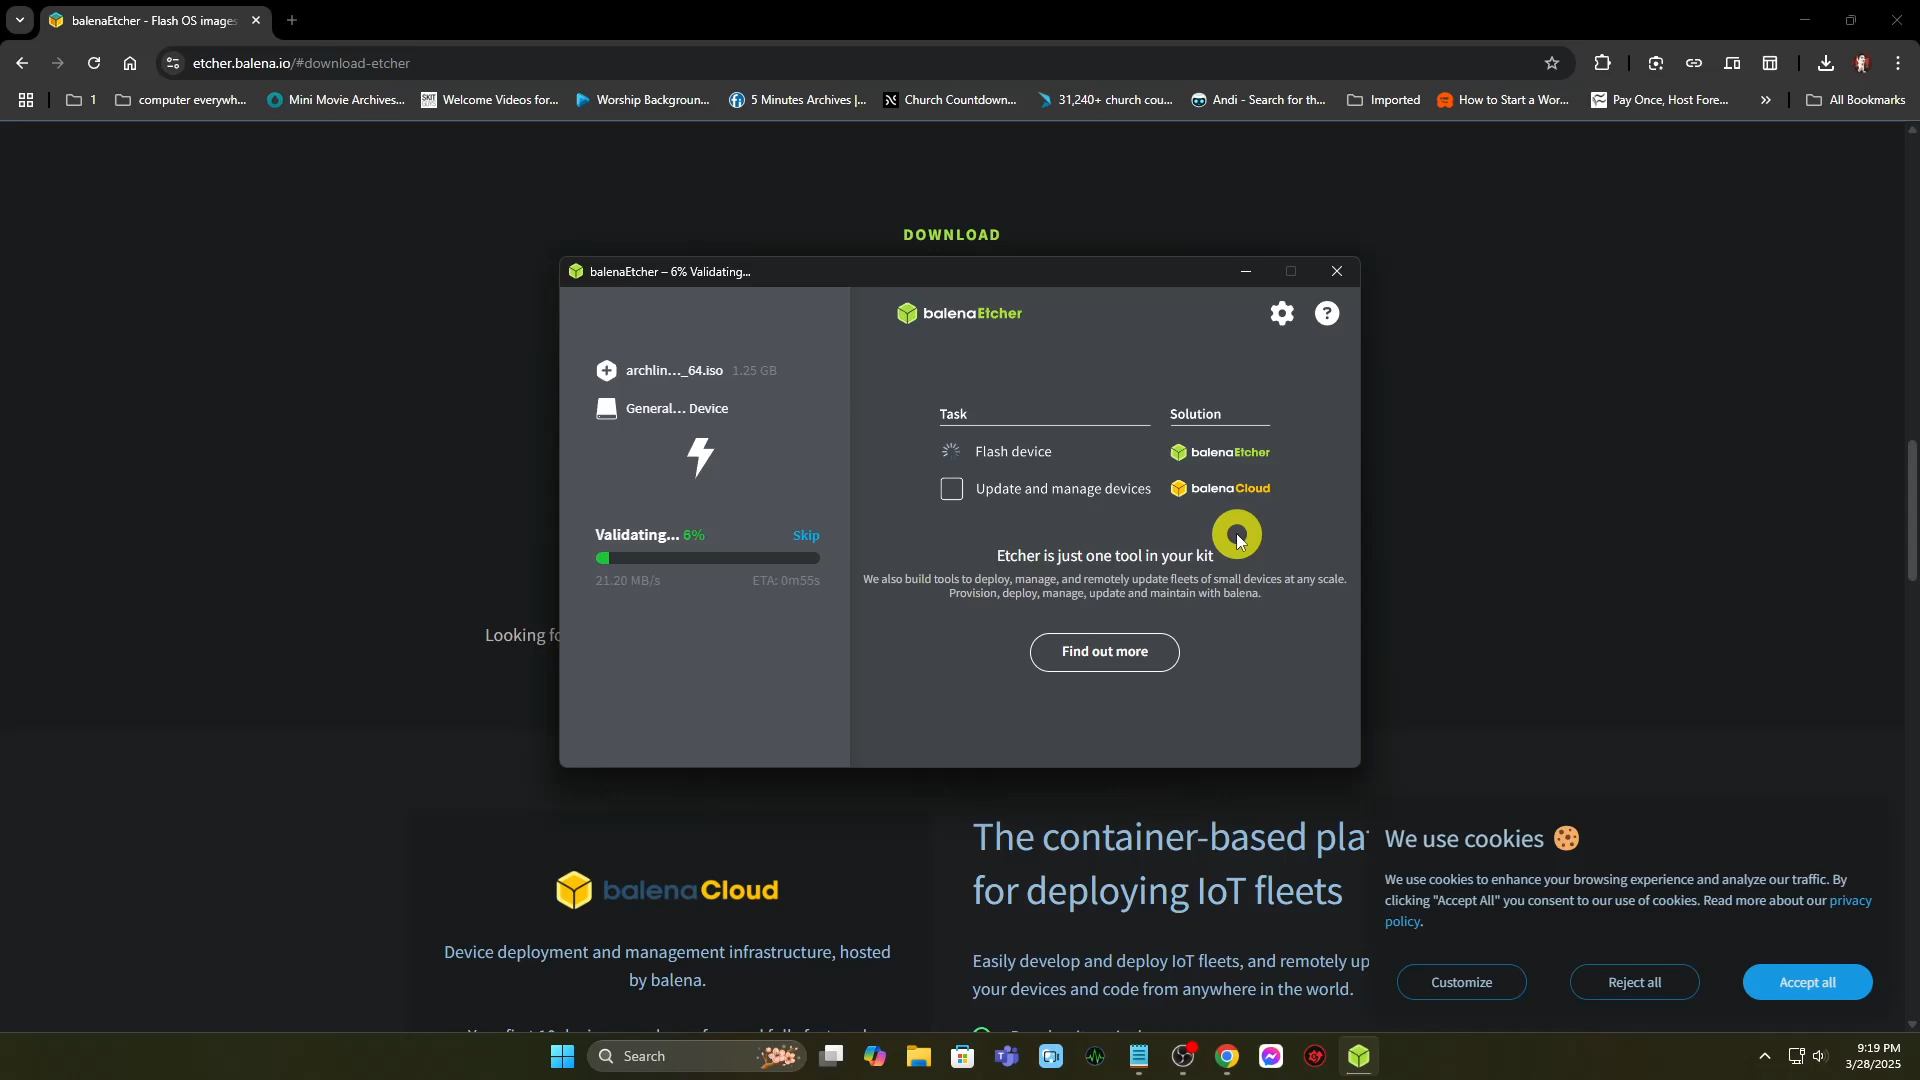 balenaEtcher - Flash OS images
etcher.balena.io/#download-etcher
1
computer everywh...
Mini Movie Archives...
Welcome Videos for...
Worship Backgroun...
5 Minutes Archives |...
Church Countdown...
31,240+ church cou...
Andi - Search for th...
Imported
How to Start a Wor...
Pay Once, Host Fore...
All Bookmarks
DOWNLOAD
balenaEtcher – 6% Validating...
balenaEtcher
archlin..._64.iso 1.25 GB
General... Device
Task Solution
Flash device balenaEtcher
Update and manage devices balenaCloud
Validating... 6% Skip
21.20 MB/s ETA: 0m55s
Etcher is just one tool in your kit
We also build tools to deploy, manage, and remotely update fleets of small devices at any scale.
Provision, deploy, manage, update and maintain with balena.
Find out more
Looking fo
balenaCloud
Device deployment and management infrastructure, hosted
by balena.
The container-based pla
for deploying IoT fleets
Easily develop and deploy IoT fleets, and remotely up
your devices and code from anywhere in the world.
We use cookies
We use cookies to enhance your browsing experience and analyze our traffic. By
clicking "Accept All" you consent to our use of cookies. Read more about our privacy
policy.
Customize
Reject all
Accept all
Search
9:19 PM
3/28/2025